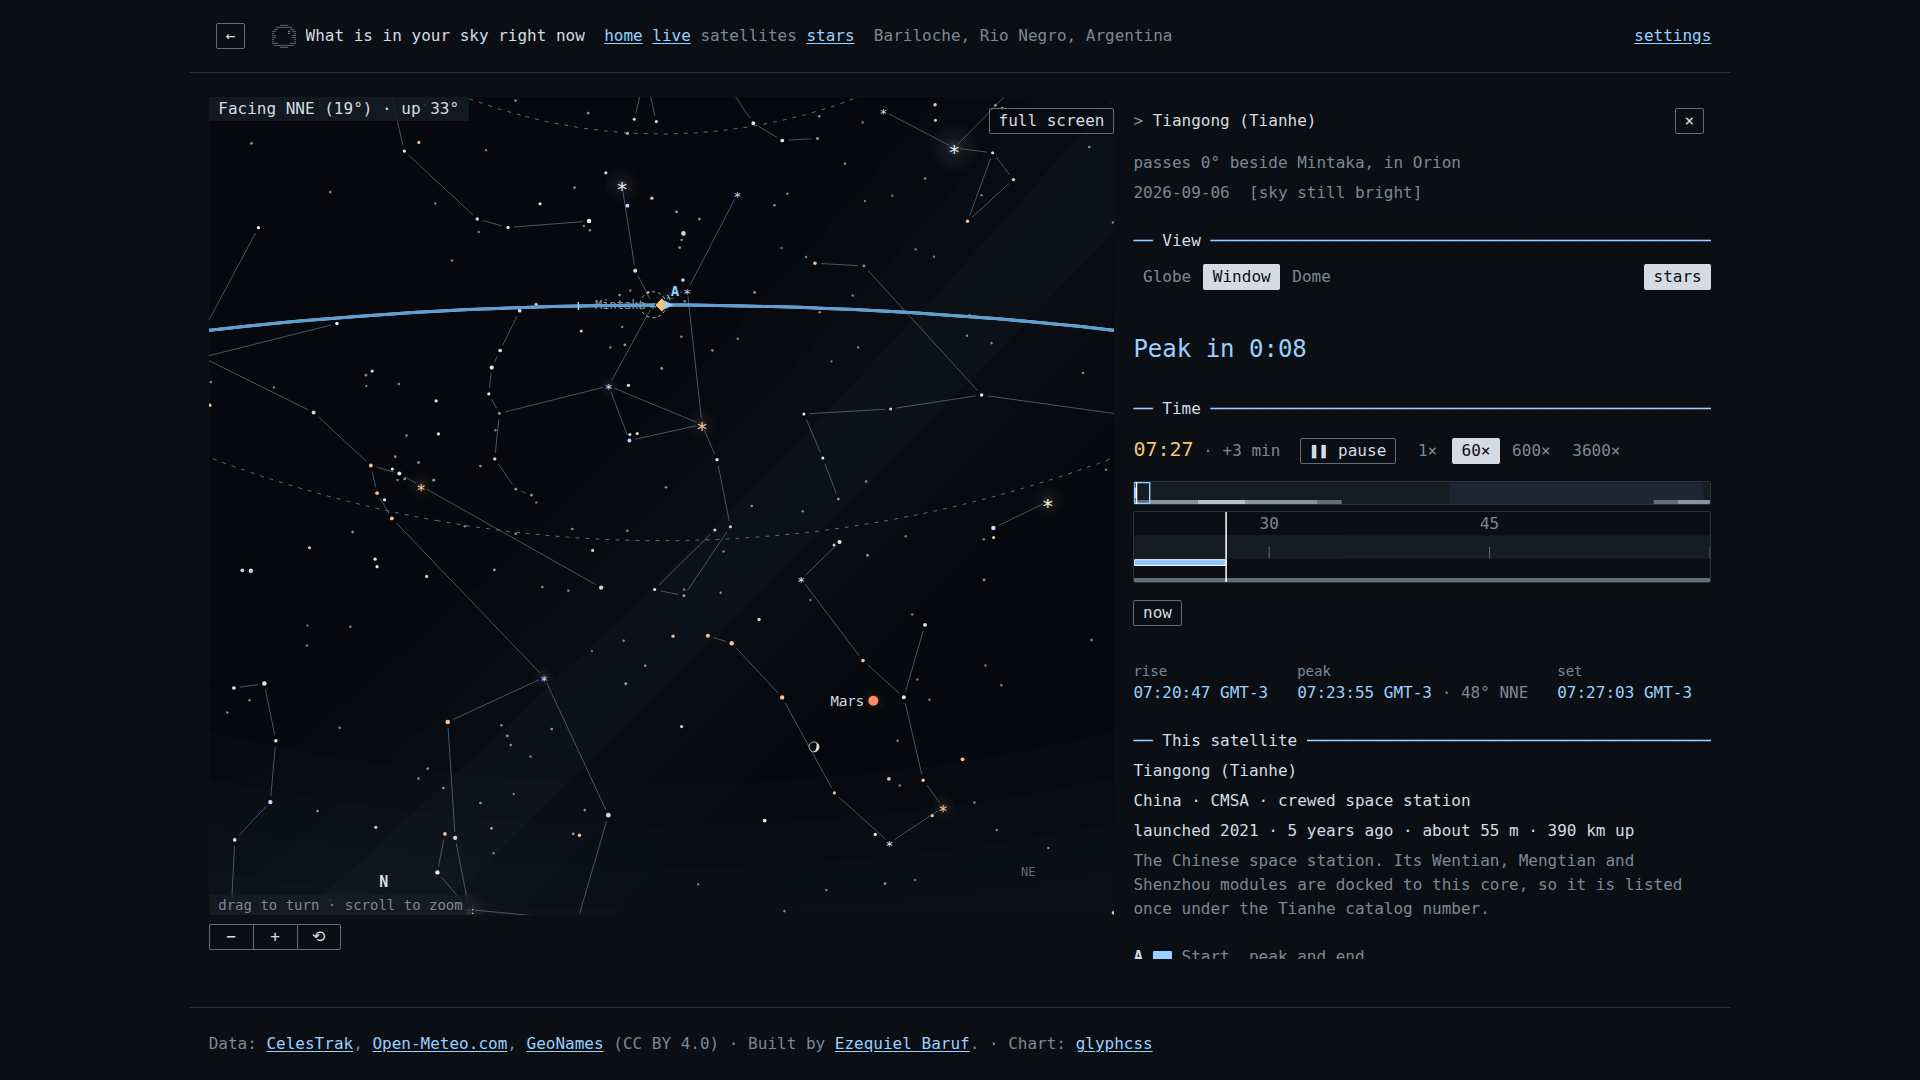 ← What is in your sky right now home live satellites stars Bariloche, Rio Negro, Argentina settings
Facing NNE (19°) · up 33°
full screen
A
Mintaka
Mars
N
NE
drag to turn · scroll to zoom
− + ⟲
> Tiangong (Tianhe) ×
passes 0° beside Mintaka, in Orion
2026-09-06 [sky still bright]
View
Globe Window Dome stars
Peak in 0:08
Time
07:27 · +3 min ❚❚ pause 1× 60× 600× 3600×
30 45
now
rise peak set
07:20:47 GMT-3 07:23:55 GMT-3 · 48° NNE 07:27:03 GMT-3
This satellite
Tiangong (Tianhe)
China · CMSA · crewed space station
launched 2021 · 5 years ago · about 55 m · 390 km up
The Chinese space station. Its Wentian, Mengtian and
Shenzhou modules are docked to this core, so it is listed
once under the Tianhe catalog number.
A Start, peak and end
Data: CelesTrak, Open-Meteo.com, GeoNames (CC BY 4.0) · Built by Ezequiel Baruf. · Chart: glyphcss